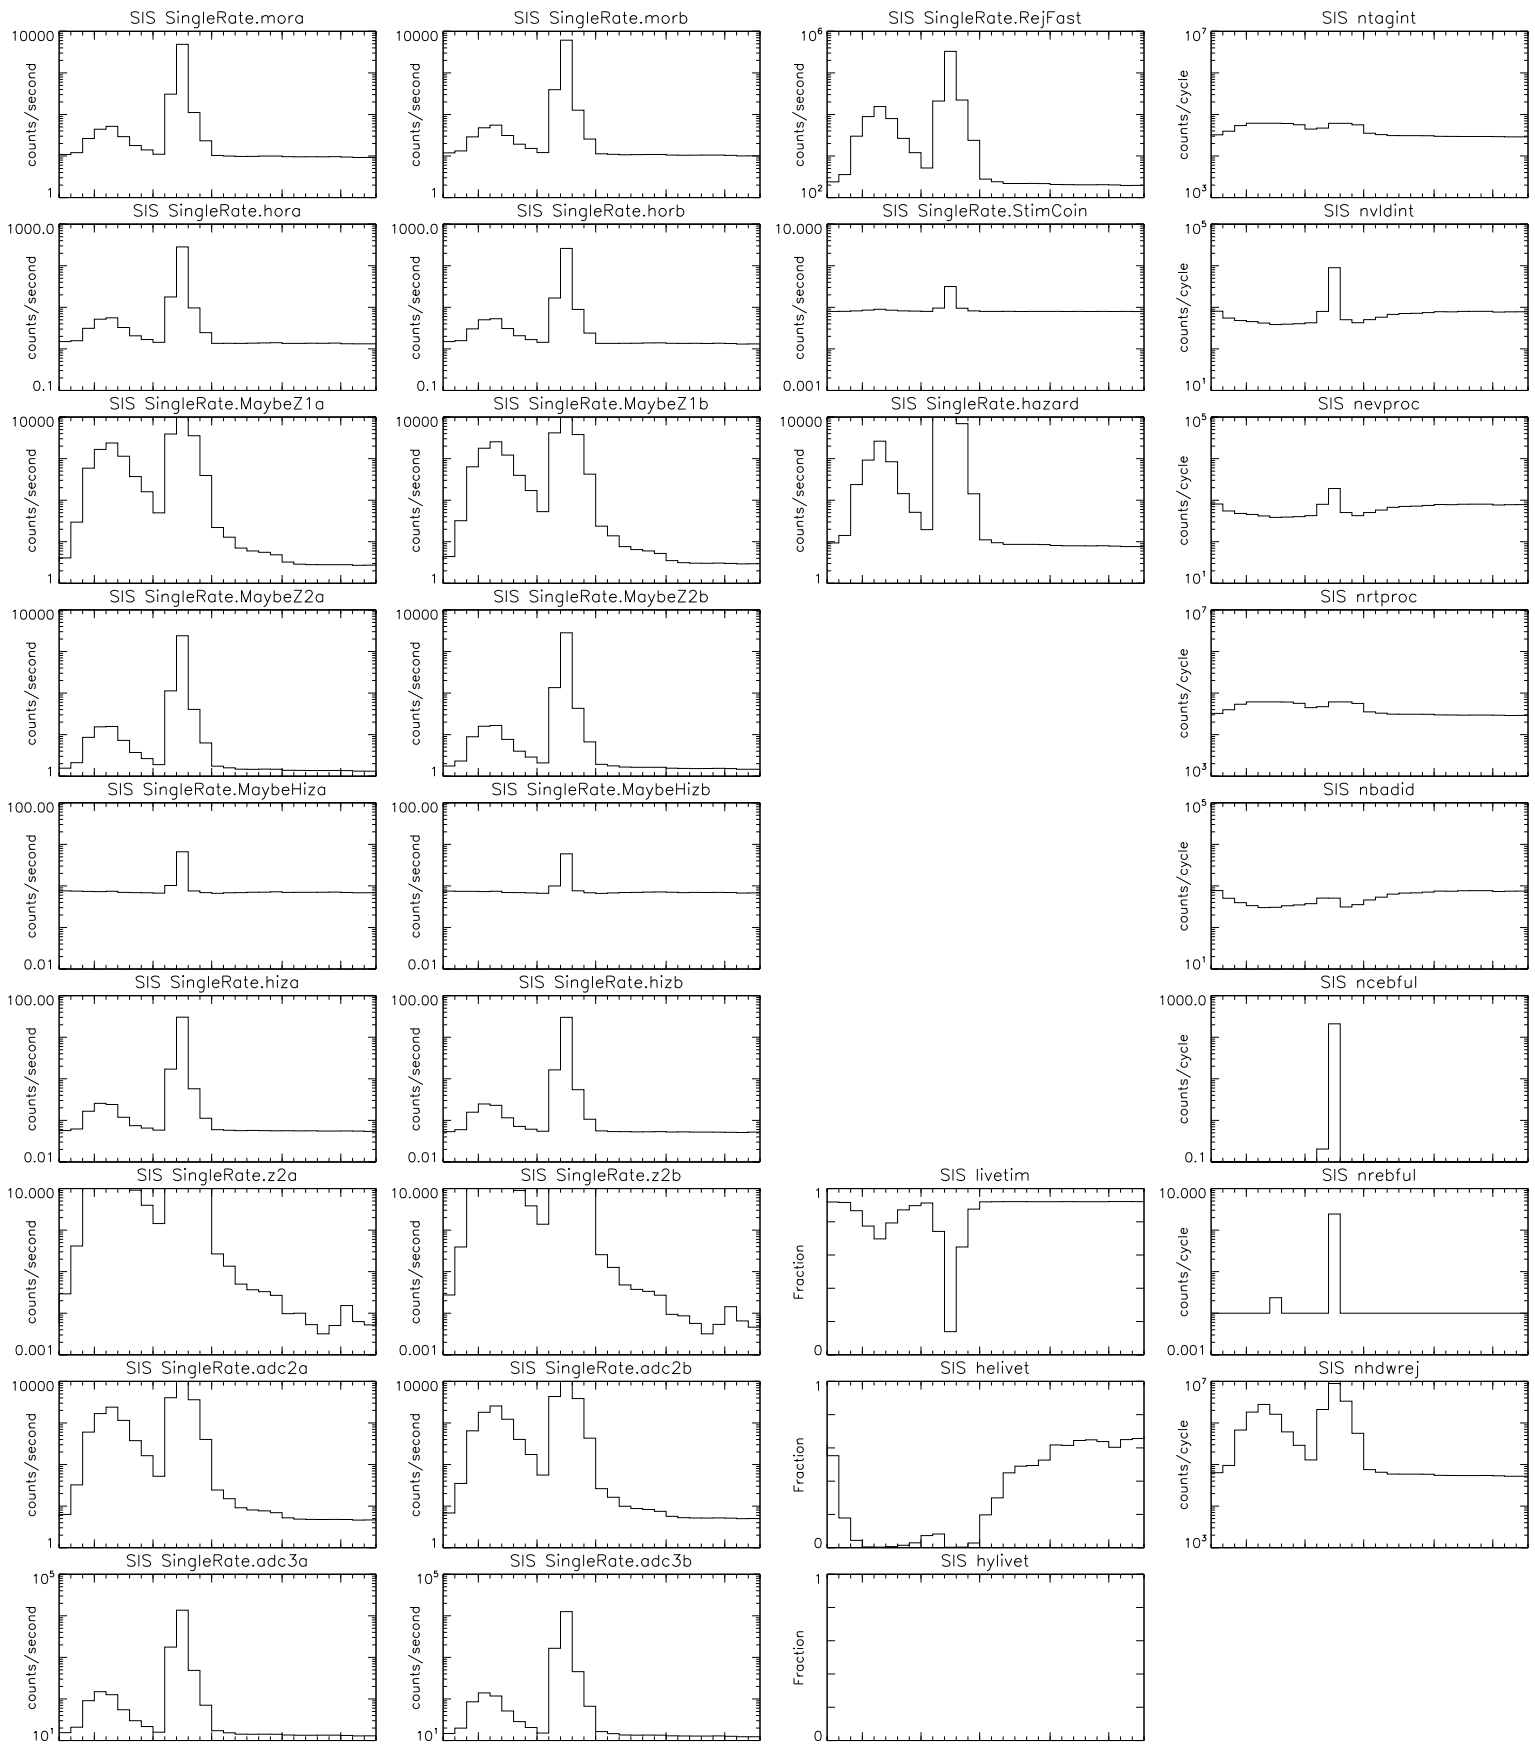 SIS SingleRate.mora
SIS SingleRate.morb
SIS SingleRate.RejFast
SIS ntagint
10000
counts/second
1
10000
counts/second
1
10^6
counts/second
10^2
10^7
counts/cycle
10^3
SIS SingleRate.hora
SIS SingleRate.horb
SIS SingleRate.StimCoin
SIS nvldint
1000.0
counts/second
0.1
1000.0
counts/second
0.1
10.000
counts/second
0.001
10^5
counts/cycle
10^1
SIS SingleRate.MaybeZ1a
SIS SingleRate.MaybeZ1b
SIS SingleRate.hazard
SIS nevproc
10000
counts/second
1
10000
counts/second
1
10000
counts/second
1
10^5
counts/cycle
10^1
SIS SingleRate.MaybeZ2a
SIS SingleRate.MaybeZ2b
SIS nrtproc
10000
counts/second
1
10000
counts/second
1
10^7
counts/cycle
10^3
SIS SingleRate.MaybeHiza
SIS SingleRate.MaybeHizb
SIS nbadid
100.00
counts/second
0.01
100.00
counts/second
0.01
10^5
counts/cycle
10^1
SIS SingleRate.hiza
SIS SingleRate.hizb
SIS ncebful
100.00
counts/second
0.01
100.00
counts/second
0.01
1000.0
counts/cycle
0.1
SIS SingleRate.z2a
SIS SingleRate.z2b
SIS livetim
SIS nrebful
10.000
counts/second
0.001
10.000
counts/second
0.001
1
Fraction
0
10.000
counts/cycle
0.001
SIS SingleRate.adc2a
SIS SingleRate.adc2b
SIS helivet
SIS nhdwrej
10000
counts/second
1
10000
counts/second
1
1
Fraction
0
10^7
counts/cycle
10^3
SIS SingleRate.adc3a
SIS SingleRate.adc3b
SIS hylivet
10^5
counts/second
10^1
10^5
counts/second
10^1
1
Fraction
0